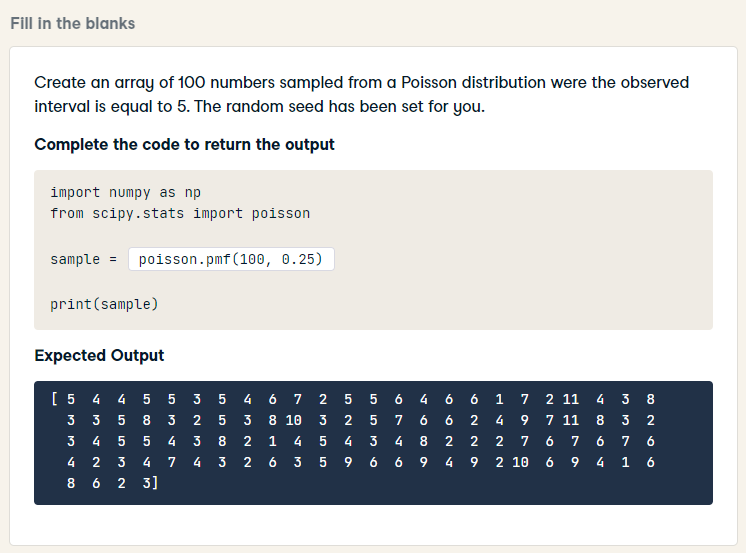 Fill in the blanks
Create an array of 100 numbers sampled from a Poisson distribution were the observed
interval is equal to 5. The random seed has been set for you.
Complete the code to return the output
import numpy as np
from scipy.stats import poisson
sample = poisson.pmf(100, 0.25)
print(sample)
Expected Output
[ 5 4 4 5 5 3 5 4 6 7 2 5 5 6 4 6 6 1 7 2 11 4 3 8
3 3 5 8 3 2 5 3 8 10 3 2 5 7 6 6 2 4 9 7 11 8 3 2
3 4 5 5 4 3 8 2 1 4 5 4 3 4 8 2 2 2 7 6 7 6 7 6
4 2 3 4 7 4 3 2 6 3 5 9 6 6 9 4 9 2 10 6 9 4 1 6
8 6 2 3]